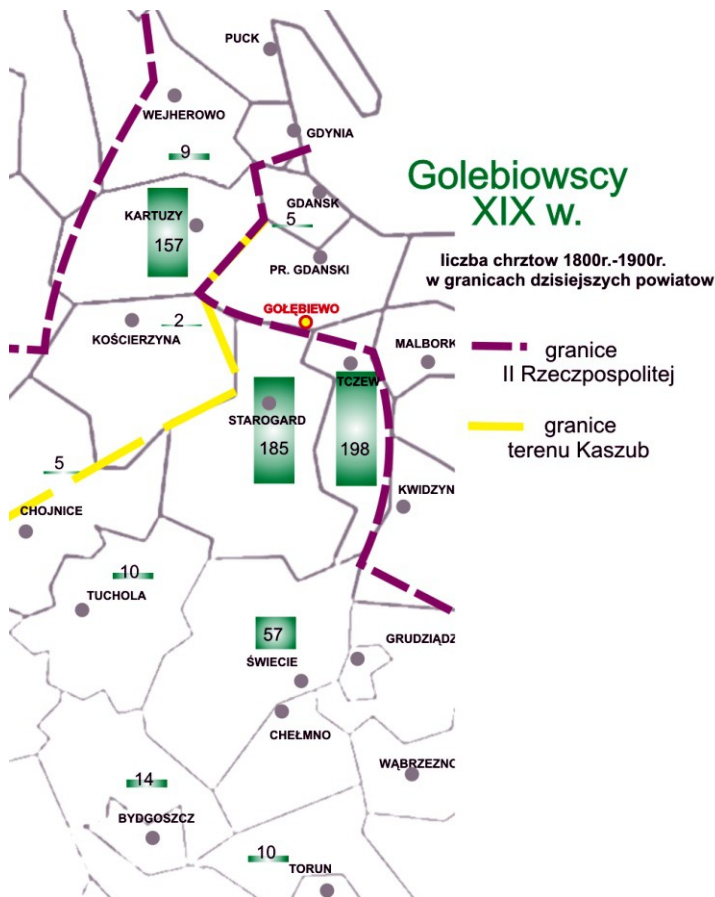 PUCK
WEJHEROWO
GDYNIA
9
Golebiowscy
XIX w.
GDAŃSK
KARTUZY
5
157
PR. GDAŃSKI
liczba chrztow 1800r.-1900r.
w granicach dzisiejszych powiatow
GOŁĘBIEWO
2
KOŚCIERZYNA
MALBORK
granice
II Rzeczpospolitej
TCZEW
STAROGARD
185
198
granice
terenu Kaszub
5
KWIDZYN
CHOJNICE
10
TUCHOLA
57
GRUDZIĄDZ
ŚWIECIE
CHEŁMNO
WĄBRZEZNO
14
BYDGOSZCZ
10
TORUN